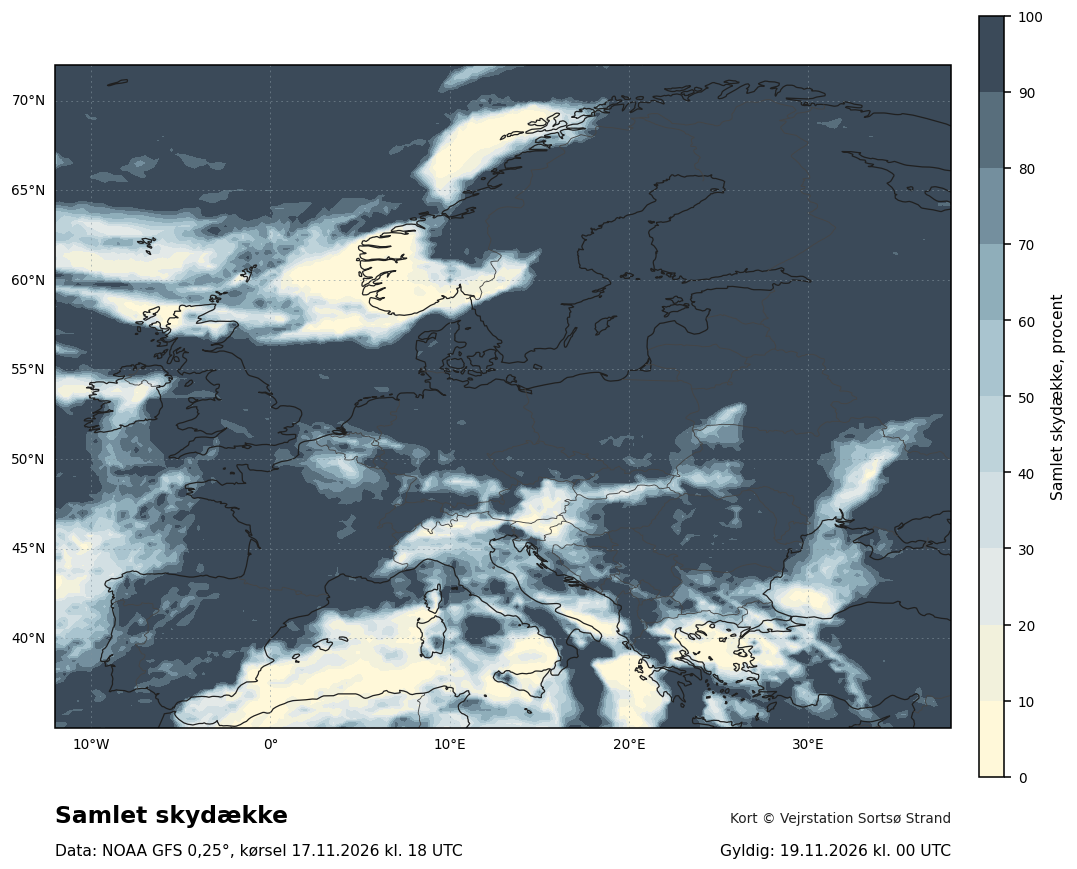 70°N
65°N
60°N
55°N
50°N
45°N
40°N
10°W 0° 10°E 20°E 30°E
100
90
80
70
60
50
40
30
20
10
0
Samlet skydække, procent
Samlet skydække
Kort © Vejrstation Sortsø Strand
Data: NOAA GFS 0,25°, kørsel 17.11.2026 kl. 18 UTC
Gyldig: 19.11.2026 kl. 00 UTC